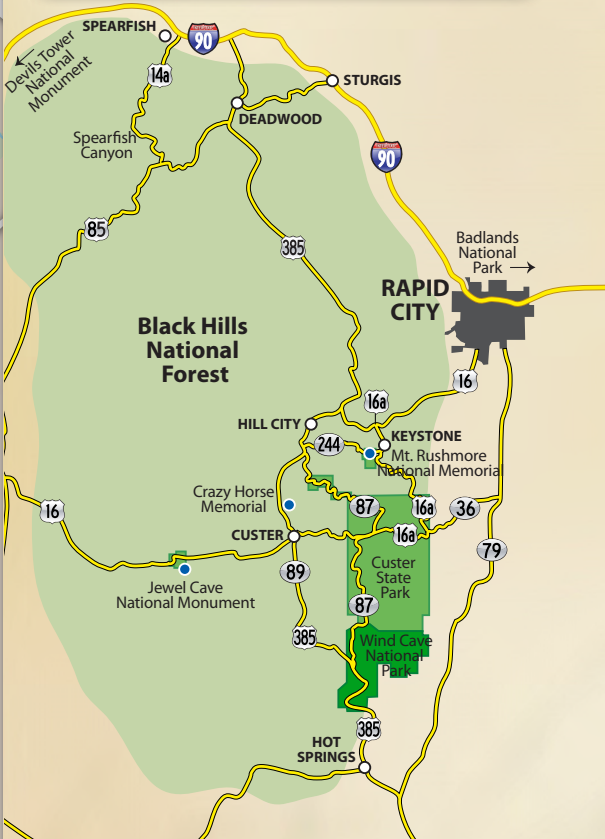 SPEARFISH
INTERSTATE
90
Devils Tower
National
Monument
14a
STURGIS
DEADWOOD
Spearfish
Canyon
INTERSTATE
90
85
385
Badlands
National
Park
RAPID
CITY
Black Hills
National
Forest
16
16a
HILL CITY
KEYSTONE
244
Mt. Rushmore
National Memorial
Crazy Horse
Memorial
87
16a
36
16
CUSTER
16a
79
89
Custer
State
Park
Jewel Cave
National Monument
87
385
Wind Cave
National
Park
385
HOT
SPRINGS